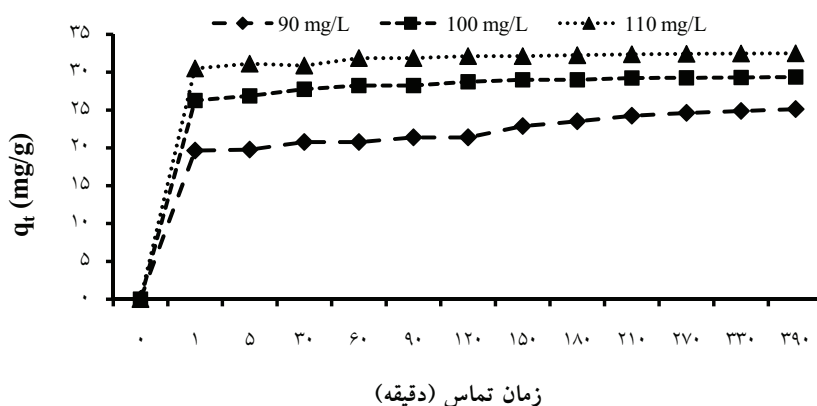 90 mg/L 100 mg/L 110 mg/L
۳۵
۳۰
۲۵
۲۰
۱۵
۱۰
۵
۰
qt (mg/g)
۰ ۱ ۵ ۳۰ ۶۰ ۹۰ ۱۲۰ ۱۵۰ ۱۸۰ ۲۱۰ ۲۷۰ ۳۳۰ ۳۹۰
زمان تماس (دقیقه)